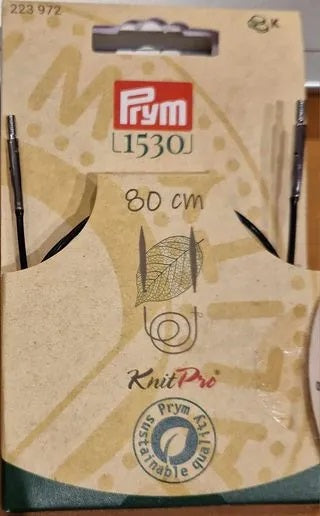 223 972
K
Prym
1530
80 cm
KnitPro®
Prym
sustainable quality